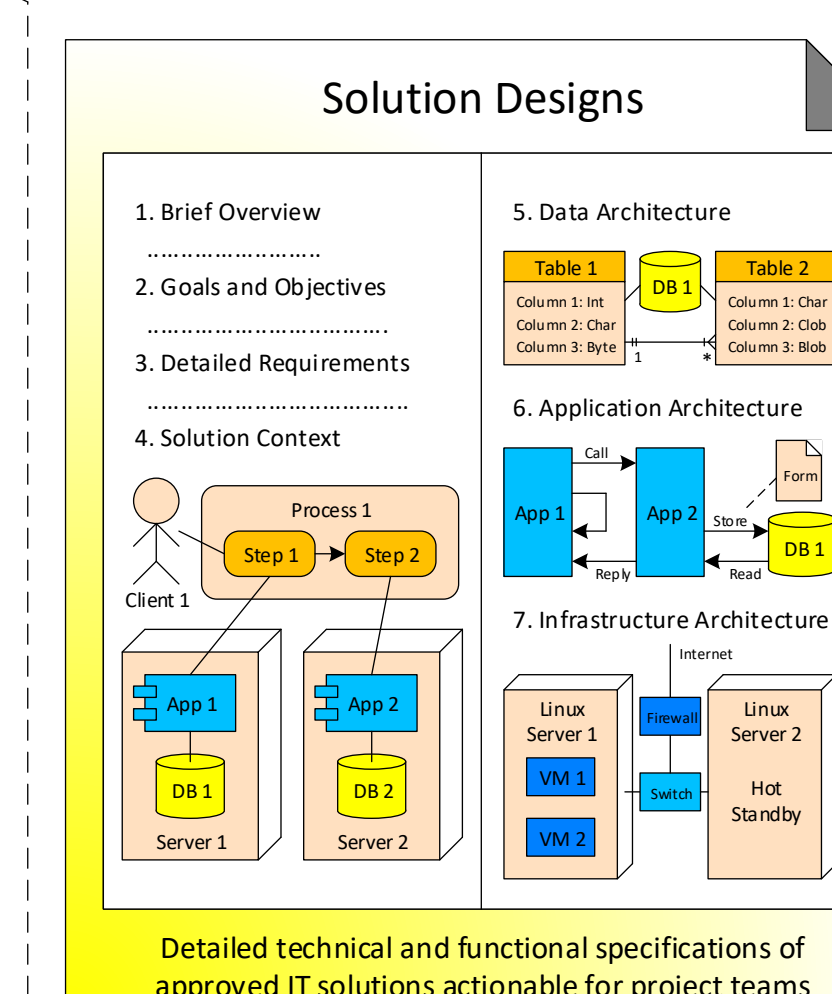 Solution Designs
1. Brief Overview
..........................
2. Goals and Objectives
....................................
3. Detailed Requirements
.......................................
4. Solution Context
Process 1
Step 1
Step 2
Client 1
App 1
App 2
DB 1
DB 2
Server 1
Server 2
5. Data Architecture
Table 1
DB 1
Table 2
Column 1: Int
Column 2: Char
Column 3: Byte
1
*
Column 1: Char
Column 2: Clob
Column 3: Blob
6. Application Architecture
Call
Form
App 1
App 2
Store
DB 1
Reply
Read
7. Infrastructure Architecture
Internet
Linux
Server 1
Firewall
Linux
Server 2
VM 1
Switch
Hot
Standby
VM 2
Detailed technical and functional specifications of
approved IT solutions actionable for project teams